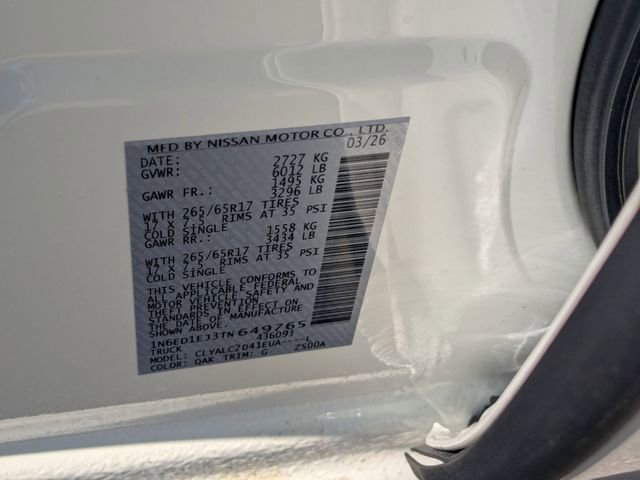 MFD BY NISSAN MOTOR CO., LTD.
DATE: 03/26
GVWR: 2727 KG
6012 LB
GAWR FR.: 1495 KG
3296 LB
WITH 265/65R17 TIRES
17 X 7.5 RIMS AT 35 PSI
COLD SINGLE
GAWR RR.: 1558 KG
3434 LB
WITH 265/65R17 TIRES
17 X 7.5 RIMS AT 35 PSI
COLD SINGLE
THIS VEHICLE CONFORMS TO
ALL APPLICABLE FEDERAL
MOTOR VEHICLE SAFETY AND
THEFT PREVENTION
STANDARDS IN EFFECT ON
THE DATE OF MANUFACTURE
SHOWN ABOVE.
1N6ED1EJ3TN649765
TRUCK 436093
MODEL: CLYALC2D41EUA----L
COLOR: QAK TRIM: G ZS00A